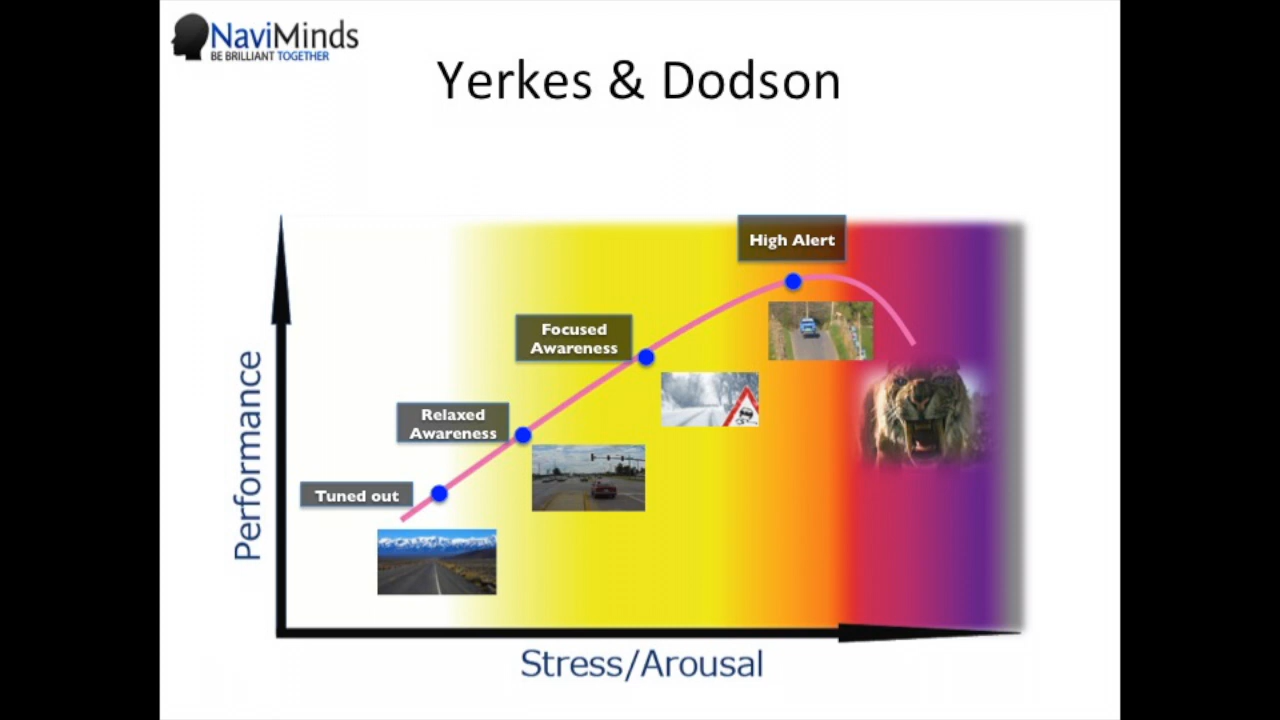 NaviMinds
BE BRILLIANT TOGETHER
Yerkes & Dodson
High Alert
Focused
Awareness
Relaxed
Awareness
Tuned out
Performance
Stress/Arousal